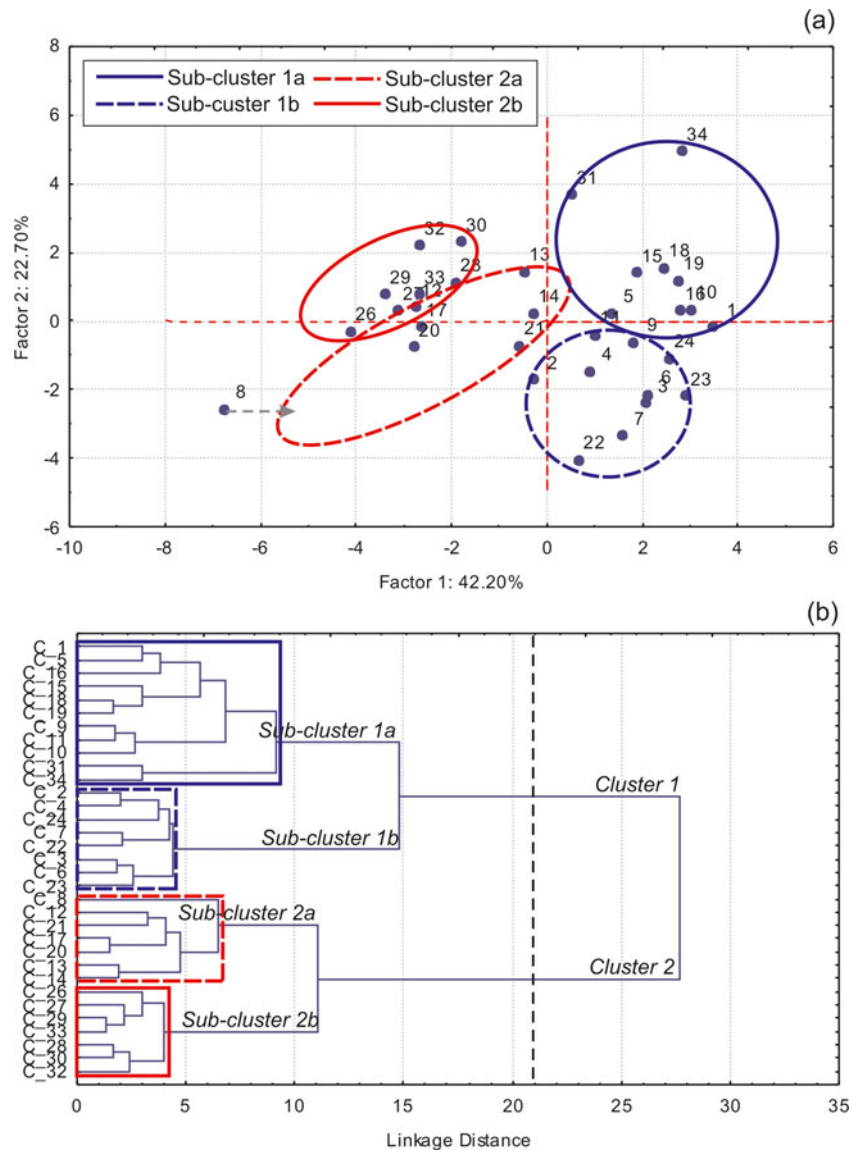 (a)
8
6
4
2
0
-2
-4
-6
Factor 2: 22.70%
Sub-cluster 1a
Sub-custer 1b
Sub-cluster 2a
Sub-cluster 2b
34
31
32
30
13
15
18
19
29
33
28
27
12
26
17
20
14
5
16
10
1
21
11
9
24
2
4
6
3
23
8
7
22
-10
-8
-6
-4
-2
0
2
4
6
Factor 1: 42.20%
(b)
C_1
C_5
C_16
C_15
C_18
C_19
C_9
C_11
C_10
C_31
C_34
C_2
C_4
C_24
C_7
C_22
C_3
C_6
C_23
C_8
C_12
C_21
C_17
C_20
C_13
C_14
C_26
C_27
C_29
C_33
C_28
C_30
C_32
Sub-cluster 1a
Cluster 1
Sub-cluster 1b
Sub-cluster 2a
Cluster 2
Sub-cluster 2b
0
5
10
15
20
25
30
35
Linkage Distance